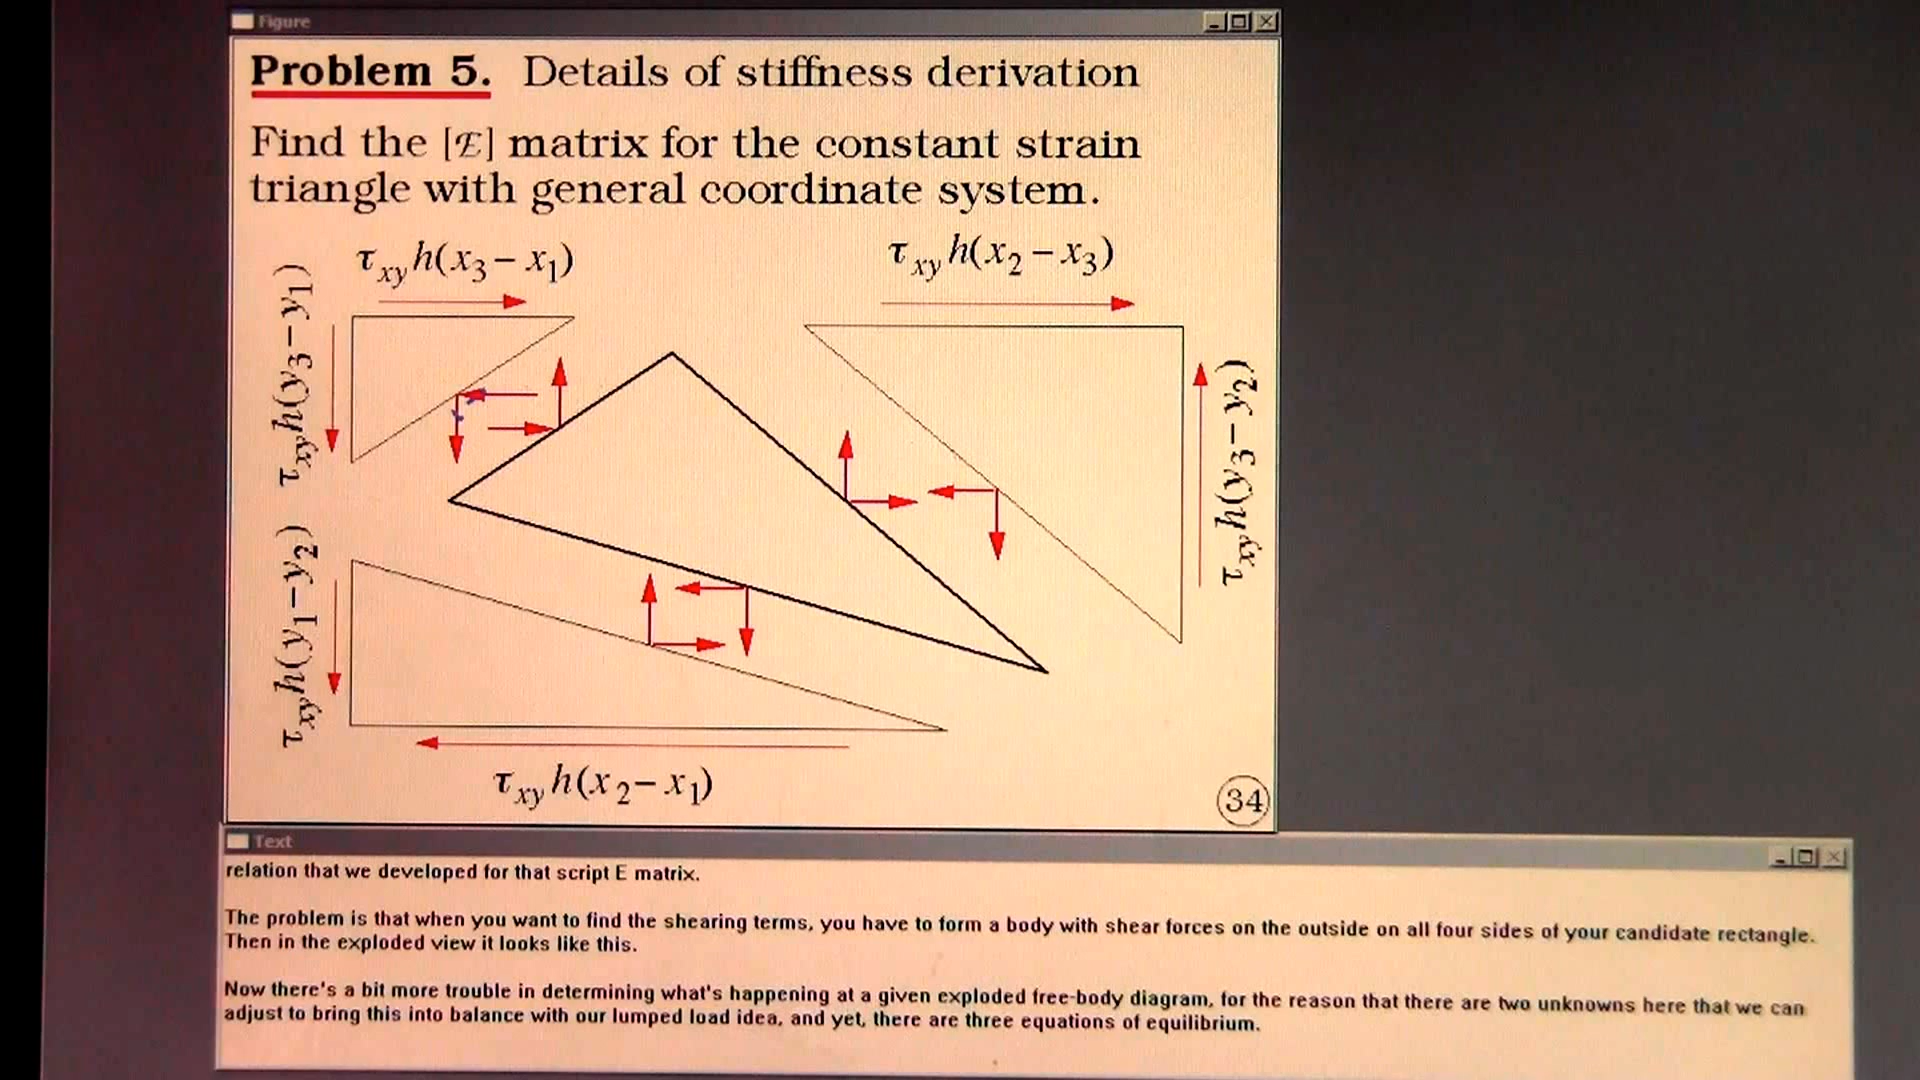 Figure
Problem 5. Details of stiffness derivation
Find the [Æ] matrix for the constant strain
triangle with general coordinate system.
τxy h(x3 − x1)
τxy h(x2 − x3)
τxy h(y3 − y1)
τxy h(y3 − y2)
τxy h(y1 − y2)
τxy h(x2 − x1)
34
Text
relation that we developed for that script E matrix.
The problem is that when you want to find the shearing terms, you have to form a body with shear forces on the outside on all four sides of your candidate rectangle.
Then in the exploded view it looks like this.
Now there's a bit more trouble in determining what's happening at a given exploded free-body diagram, for the reason that there are two unknowns here that we can
adjust to bring this into balance with our lumped load idea, and yet, there are three equations of equilibrium.